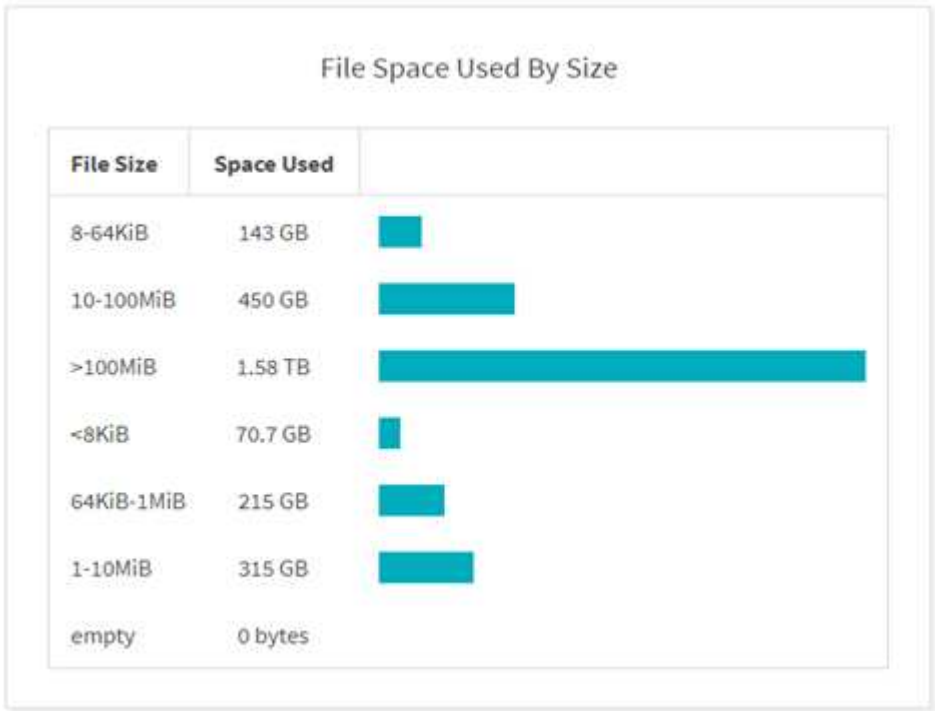 File Space Used By Size
File Size Space Used
8-64KiB 143 GB
10-100MiB 450 GB
>100MiB 1.58 TB
<8KiB 70.7 GB
64KiB-1MiB 215 GB
1-10MiB 315 GB
empty 0 bytes